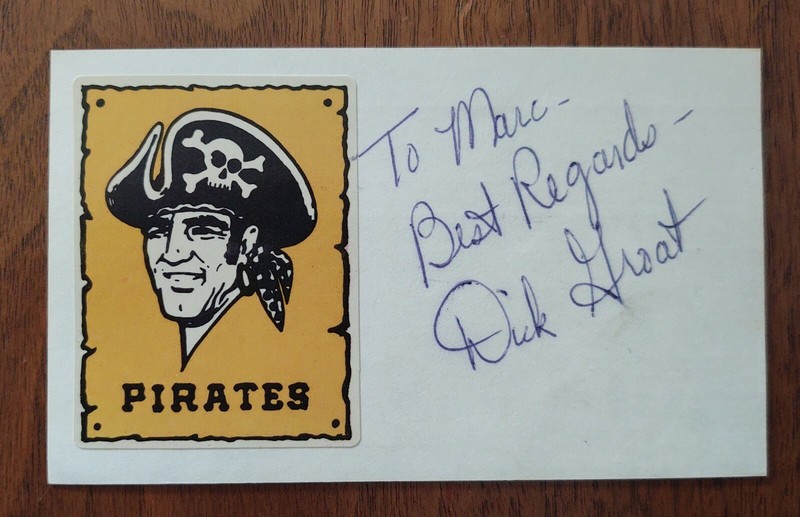 PIRATES
To Marc-
Best Regards-
Dick Groat